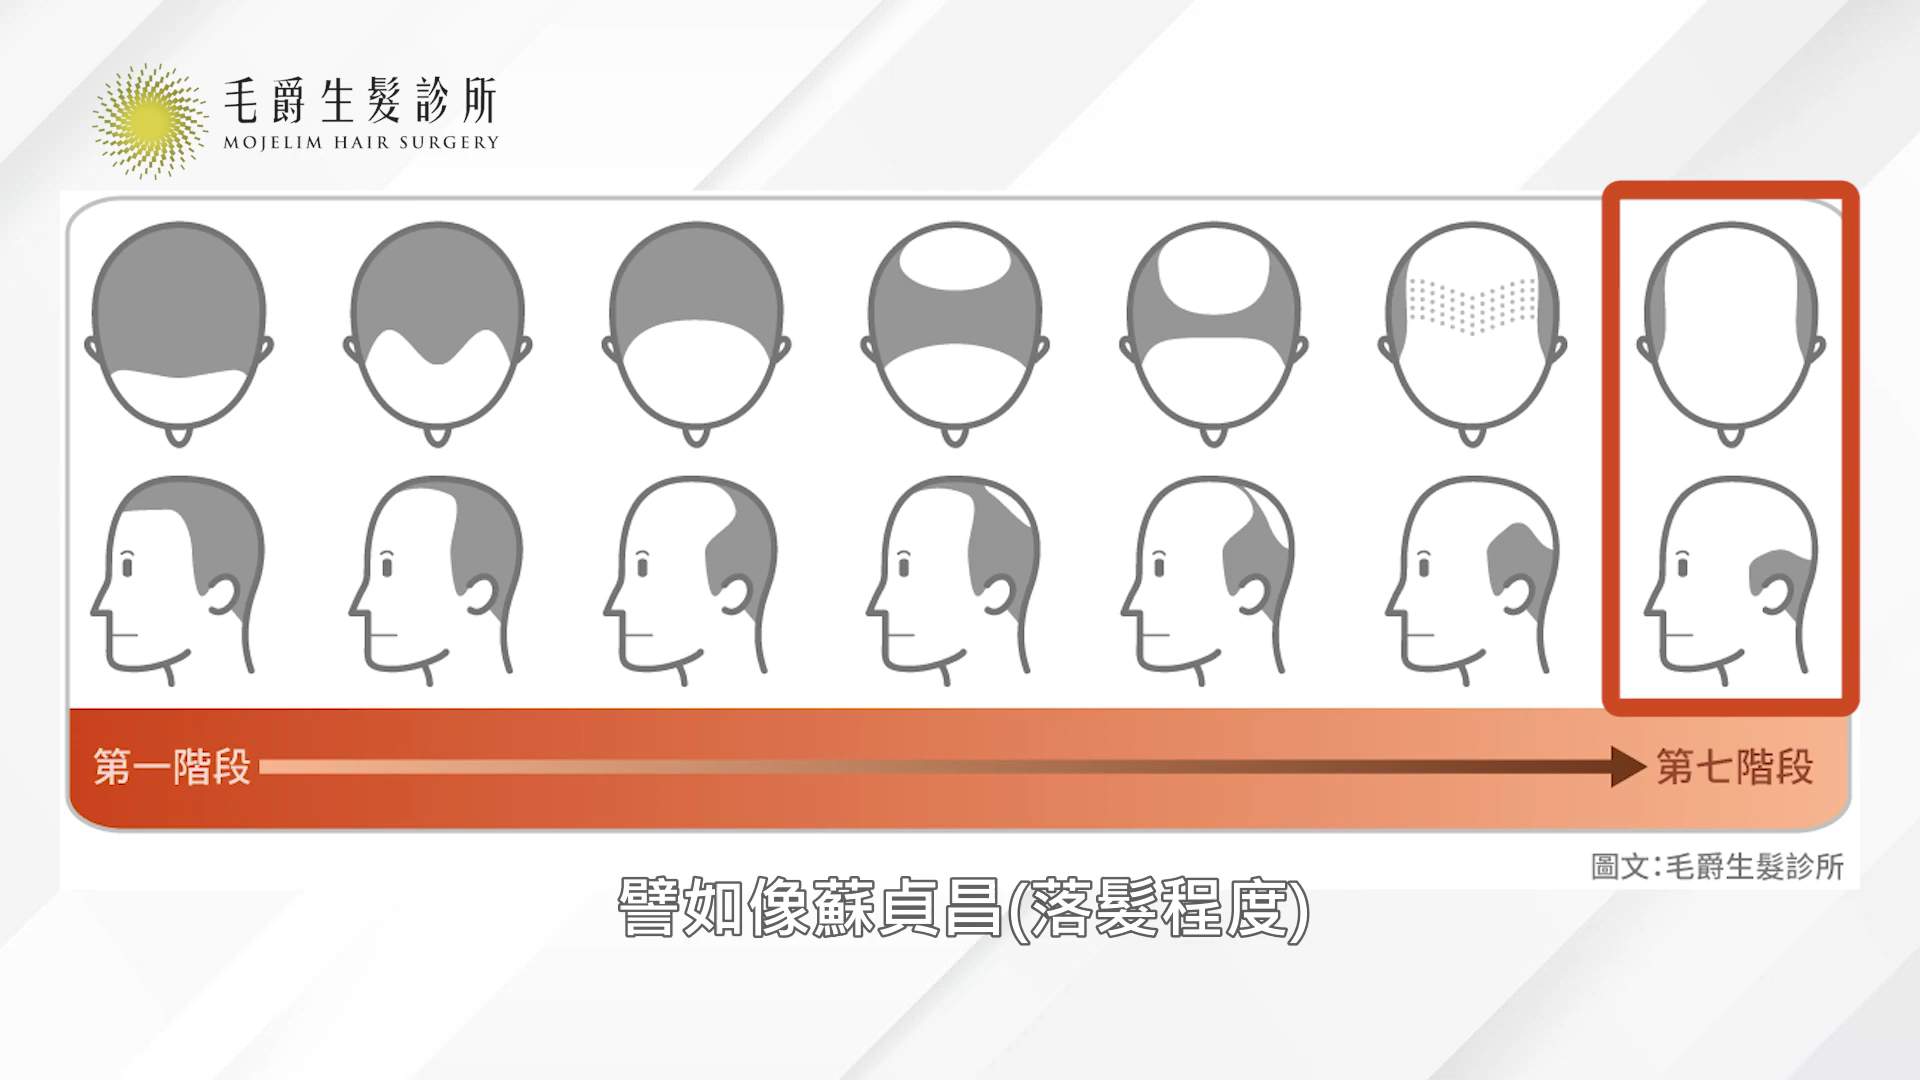 毛爵生髮診所
MOJELIM HAIR SURGERY
第一階段
第七階段
圖文:毛爵生髮診所
譬如像蘇貞昌(落髮程度)